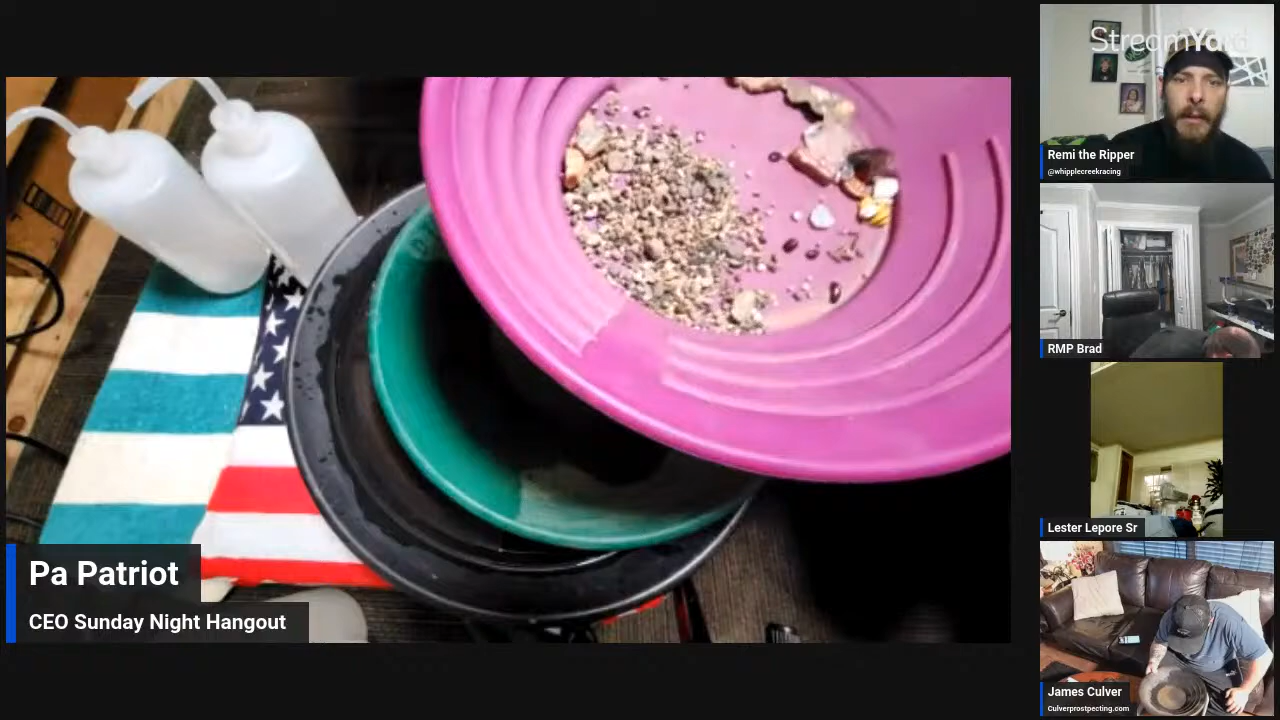 Pa Patriot
CEO Sunday Night Hangout
StreamYard
Remi the Ripper
@whipplecreekracing
RMP Brad
Lester Lepore Sr
James Culver
Culverprostpecting.com